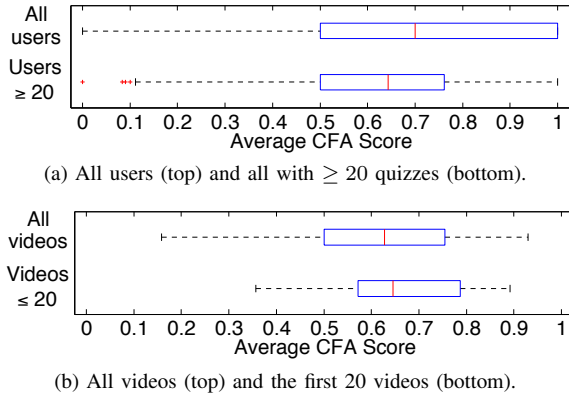 All
users
Users
≥ 20
0 0.1 0.2 0.3 0.4 0.5 0.6 0.7 0.8 0.9 1
Average CFA Score
(a) All users (top) and all with ≥ 20 quizzes (bottom).
All
videos
Videos
≤ 20
0 0.1 0.2 0.3 0.4 0.5 0.6 0.7 0.8 0.9 1
Average CFA Score
(b) All videos (top) and the first 20 videos (bottom).